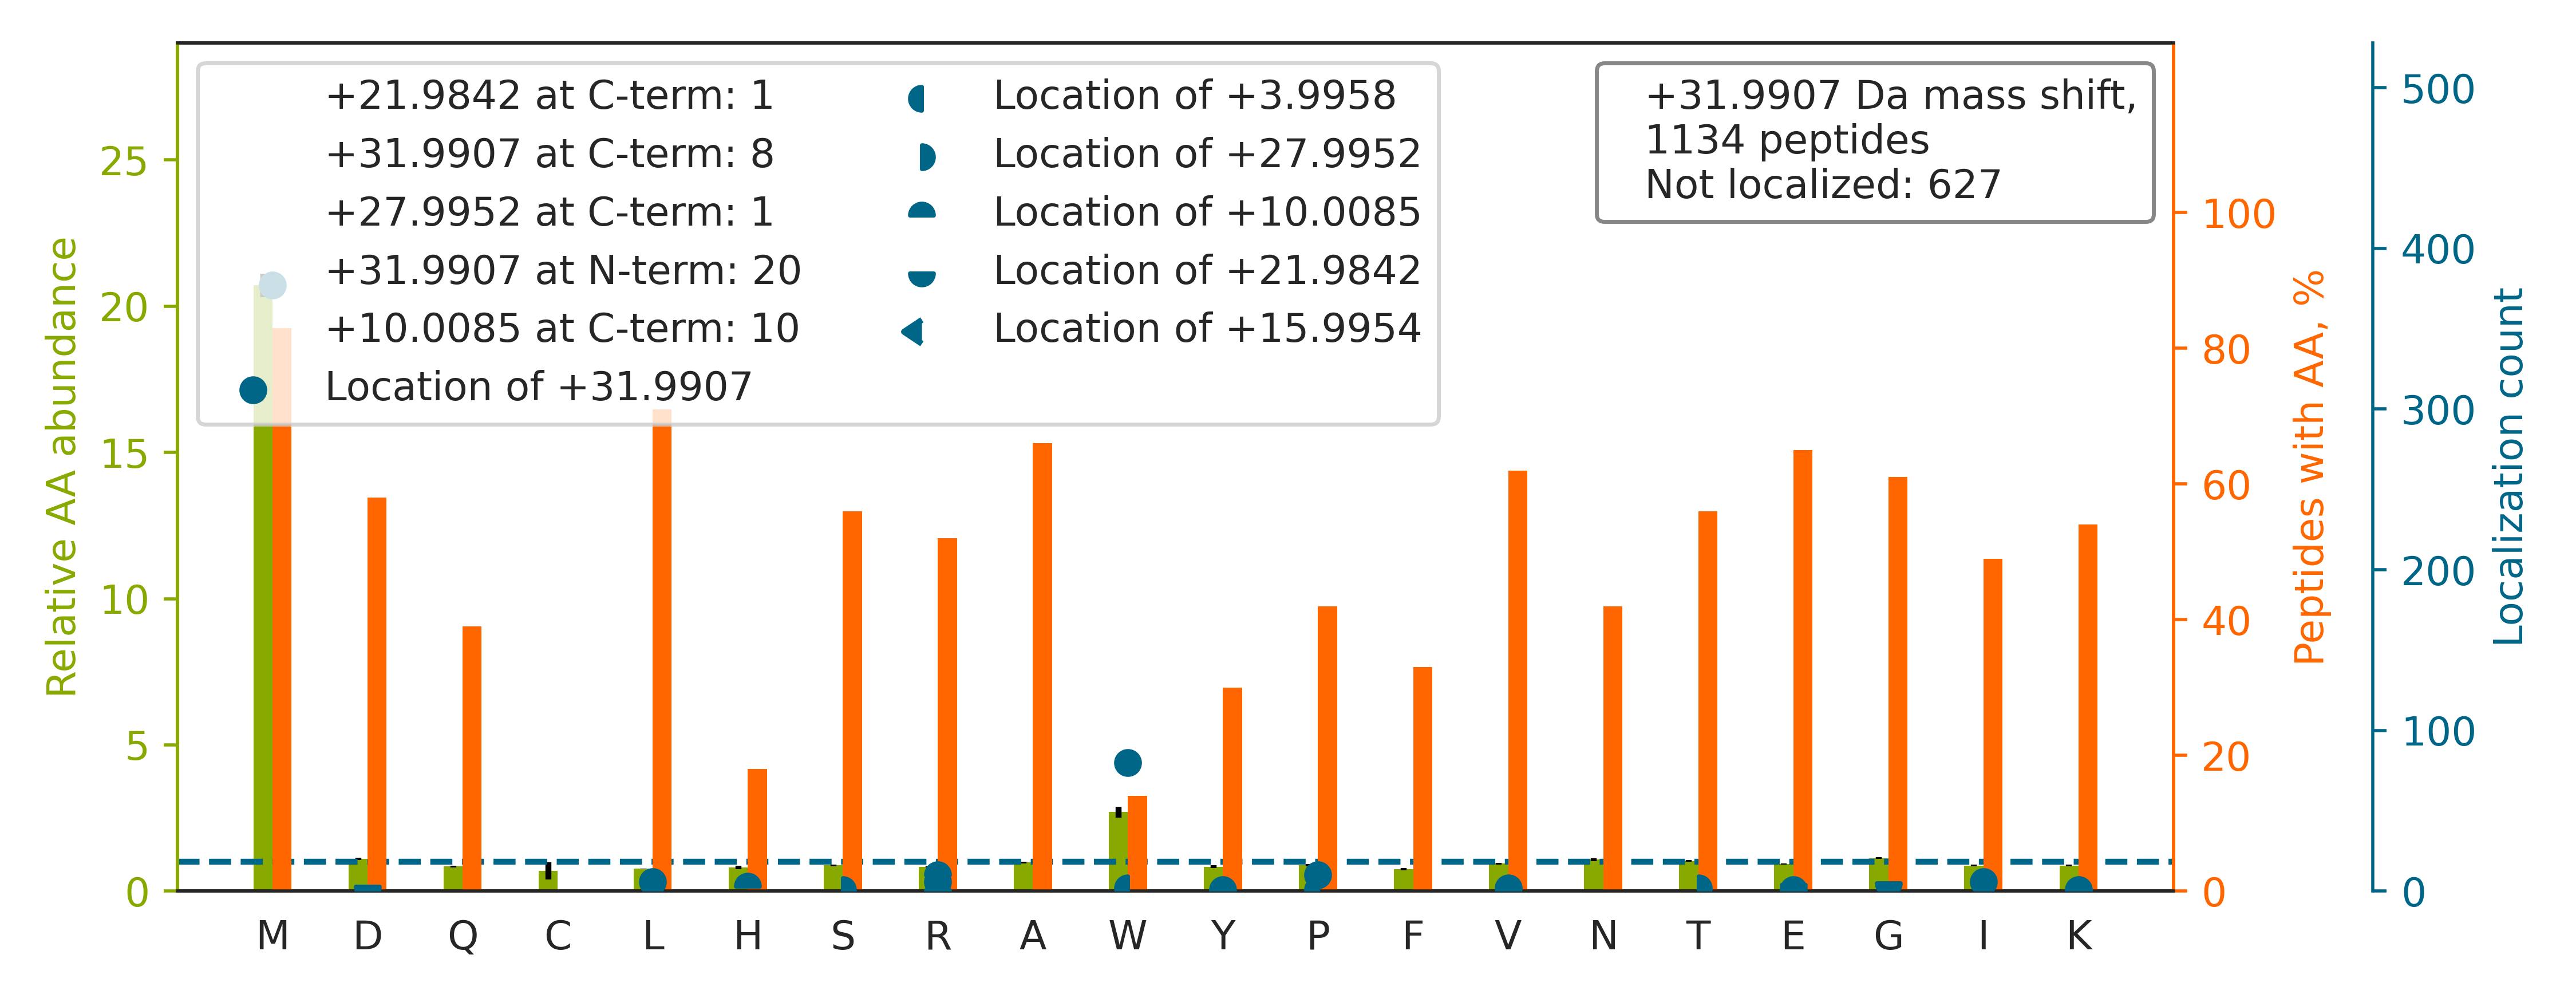 +21.9842 at C-term: 1
+31.9907 at C-term: 8
+27.9952 at C-term: 1
+31.9907 at N-term: 20
+10.0085 at C-term: 10
Location of +31.9907
Location of +3.9958
Location of +27.9952
Location of +10.0085
Location of +21.9842
Location of +15.9954
+31.9907 Da mass shift,
1134 peptides
Not localized: 627
Relative AA abundance
25
20
15
10
5
0
100
80
60
40
20
0
Peptides with AA, %
500
400
300
200
100
0
Localization count
M D Q C L H S R A W Y P F V N T E G I K